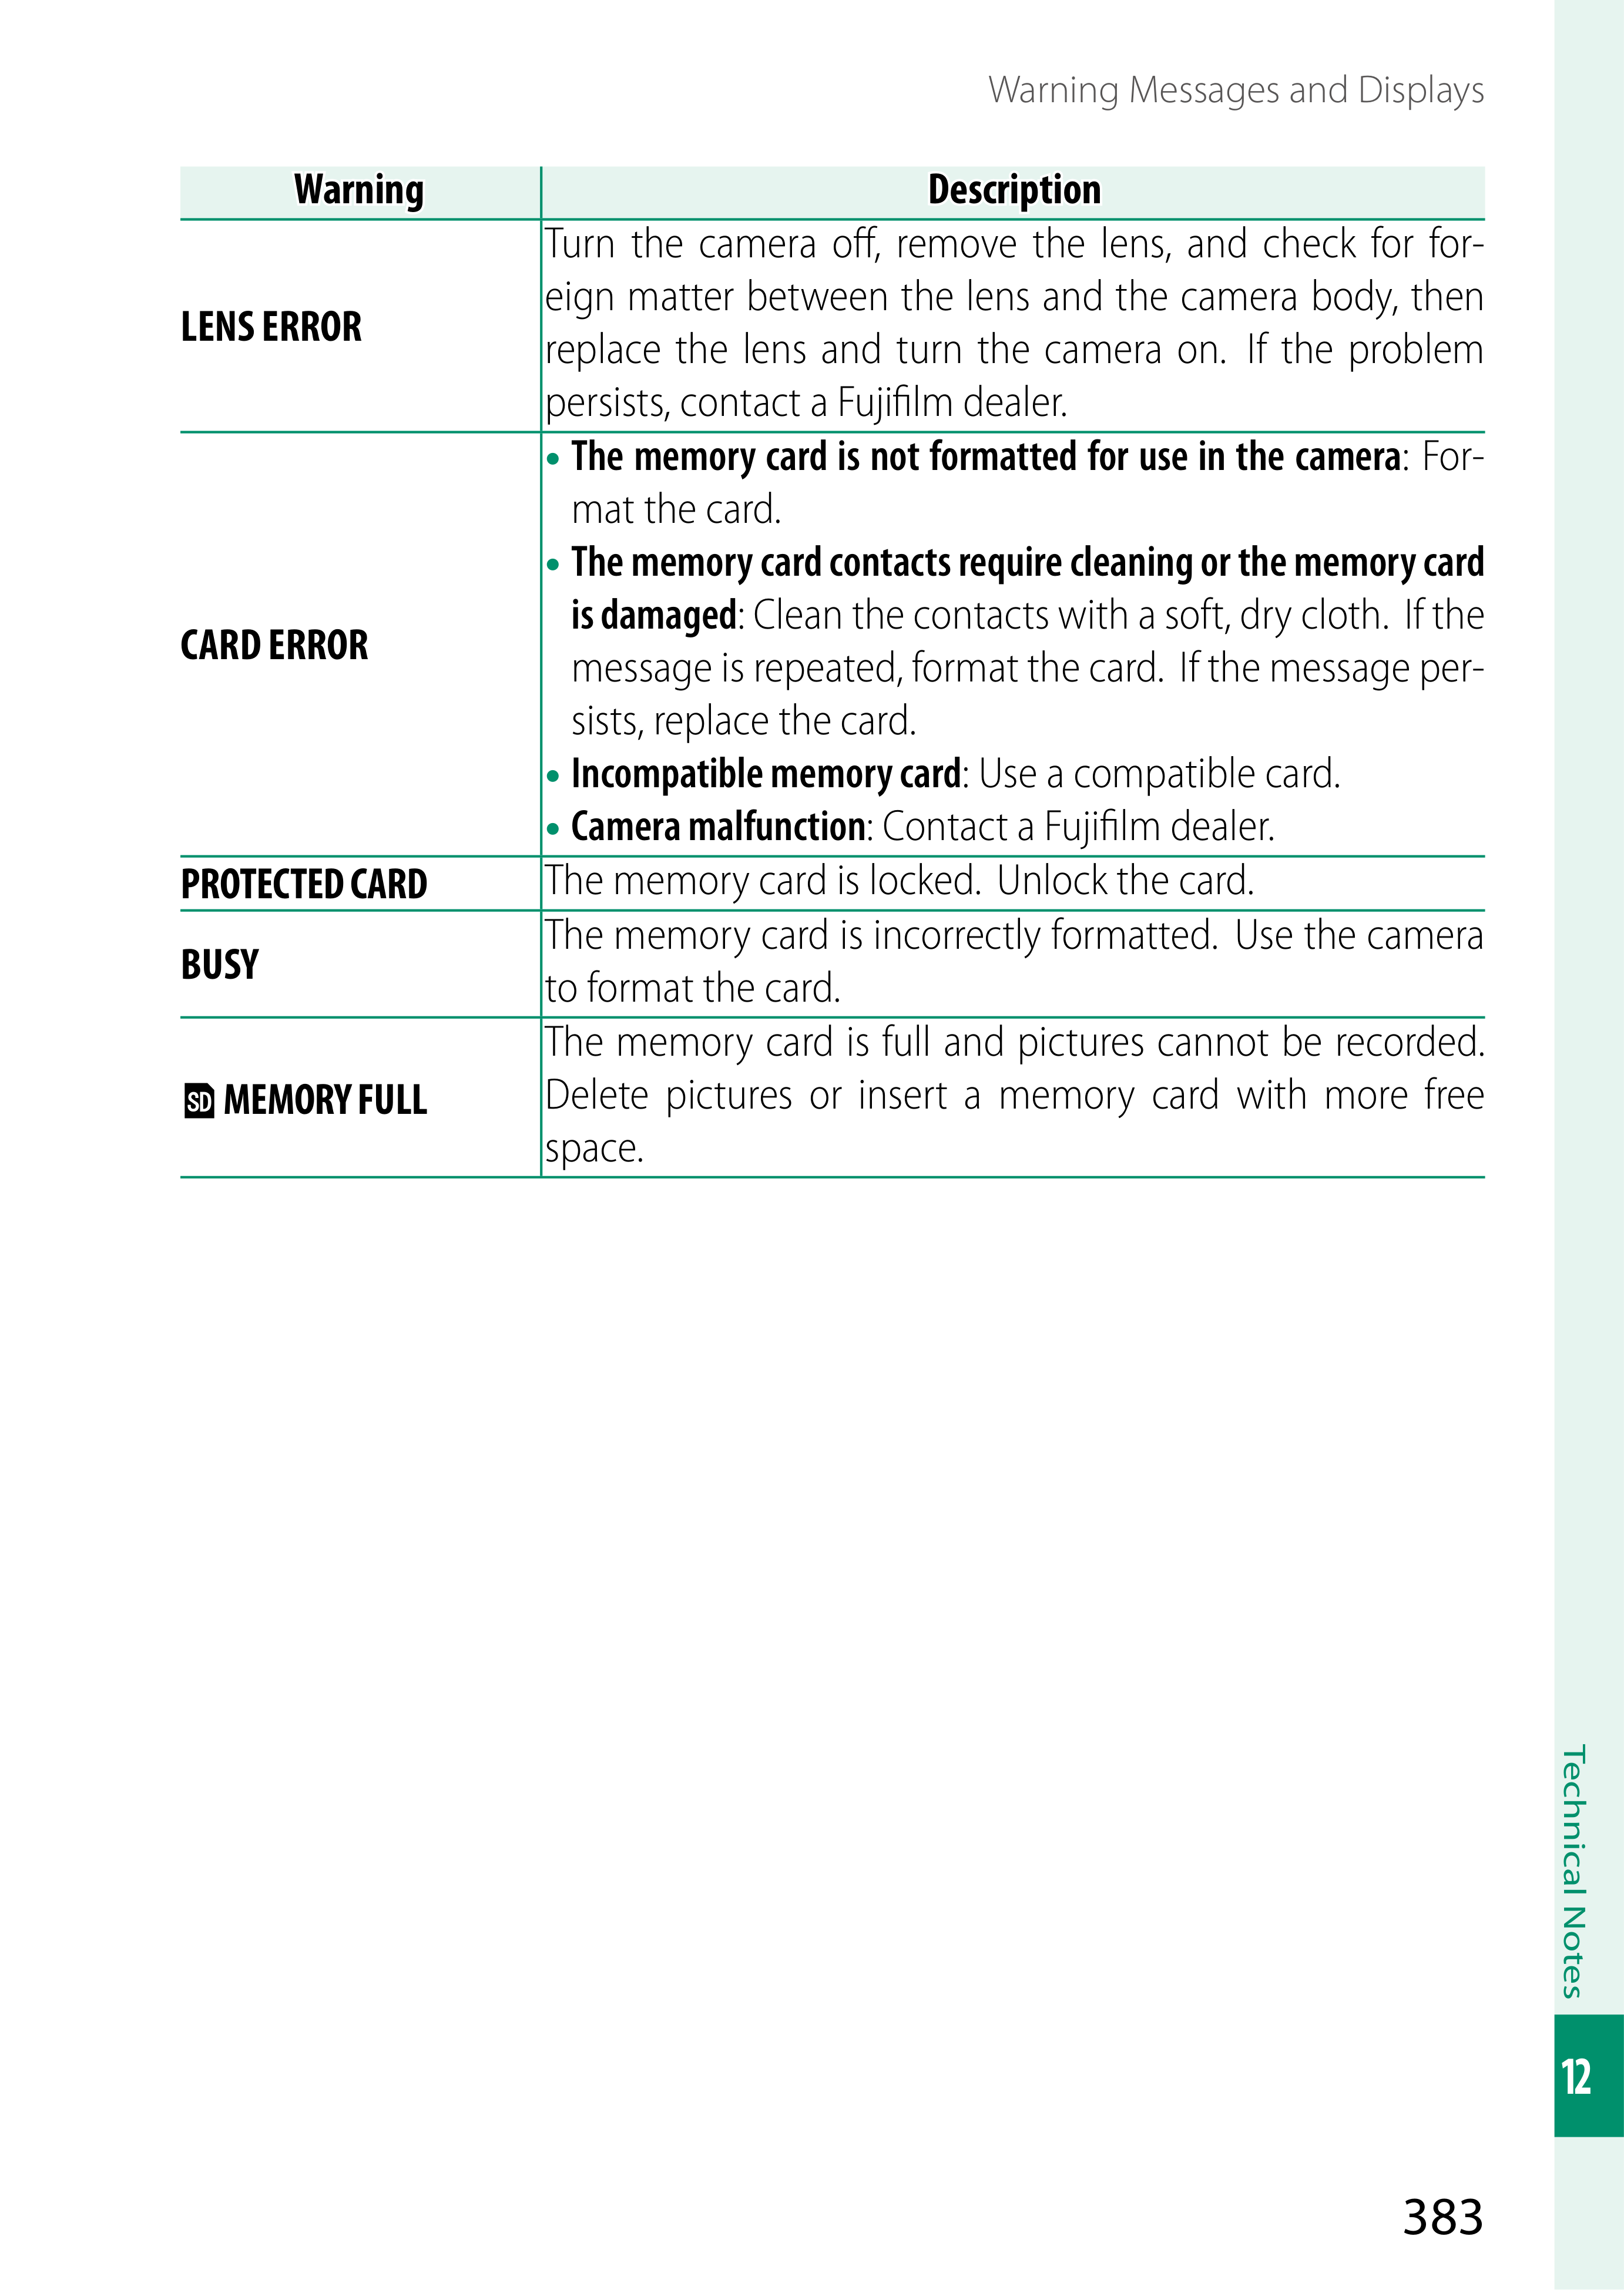 Warning Messages and Displays
Warning
Description
LENS ERROR
Turn the camera off, remove the lens, and check for for-
eign matter between the lens and the camera body, then
replace the lens and turn the camera on. If the problem
persists, contact a Fujifilm dealer.
CARD ERROR
• The memory card is not formatted for use in the camera: For-
mat the card.
• The memory card contacts require cleaning or the memory card
is damaged: Clean the contacts with a soft, dry cloth. If the
message is repeated, format the card. If the message per-
sists, replace the card.
• Incompatible memory card: Use a compatible card.
• Camera malfunction: Contact a Fujifilm dealer.
PROTECTED CARD
The memory card is locked. Unlock the card.
BUSY
The memory card is incorrectly formatted. Use the camera
to format the card.
SD MEMORY FULL
The memory card is full and pictures cannot be recorded.
Delete pictures or insert a memory card with more free
space.
Technical Notes
12
383